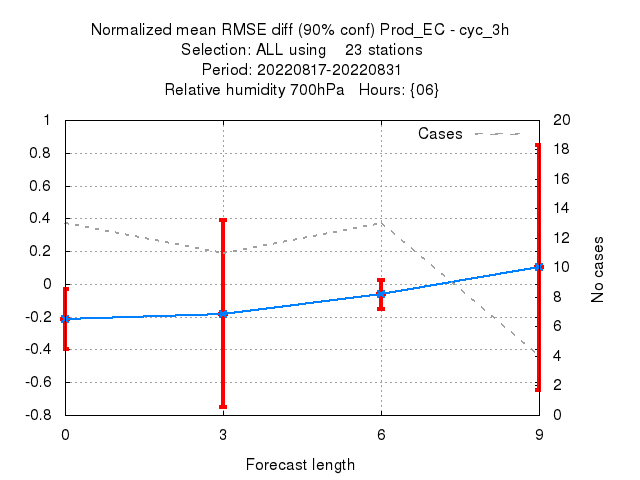 Normalized mean RMSE diff (90% conf) Prod_EC - cyc_3h
Selection: ALL using 23 stations
Period: 20220817-20220831
Relative humidity 700hPa Hours: {06}
Cases
1
0.8
0.6
0.4
0.2
0
-0.2
-0.4
-0.6
-0.8
20
18
16
14
12
10
8
6
4
2
0
No cases
0 3 6 9
Forecast length